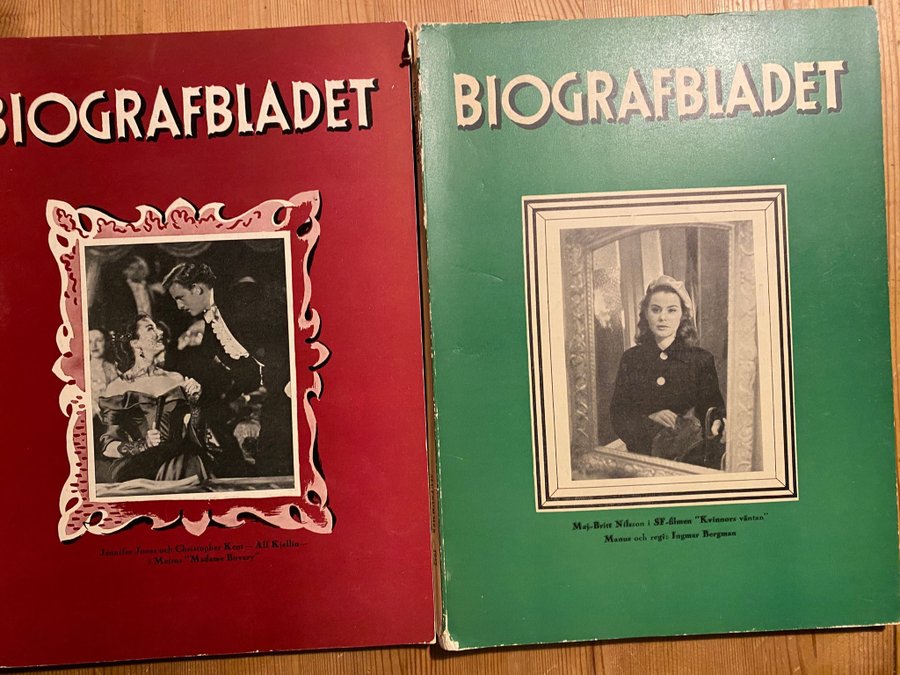 BIOGRAFBLADET
Jennifer Jones och Christopher Kent — Alf Kjellin —
i Metros "Madame Bovary"
BIOGRAFBLADET
Maj-Britt Nilsson i SF-filmen "Kvinnors väntan"
Manus och regi: Ingmar Bergman